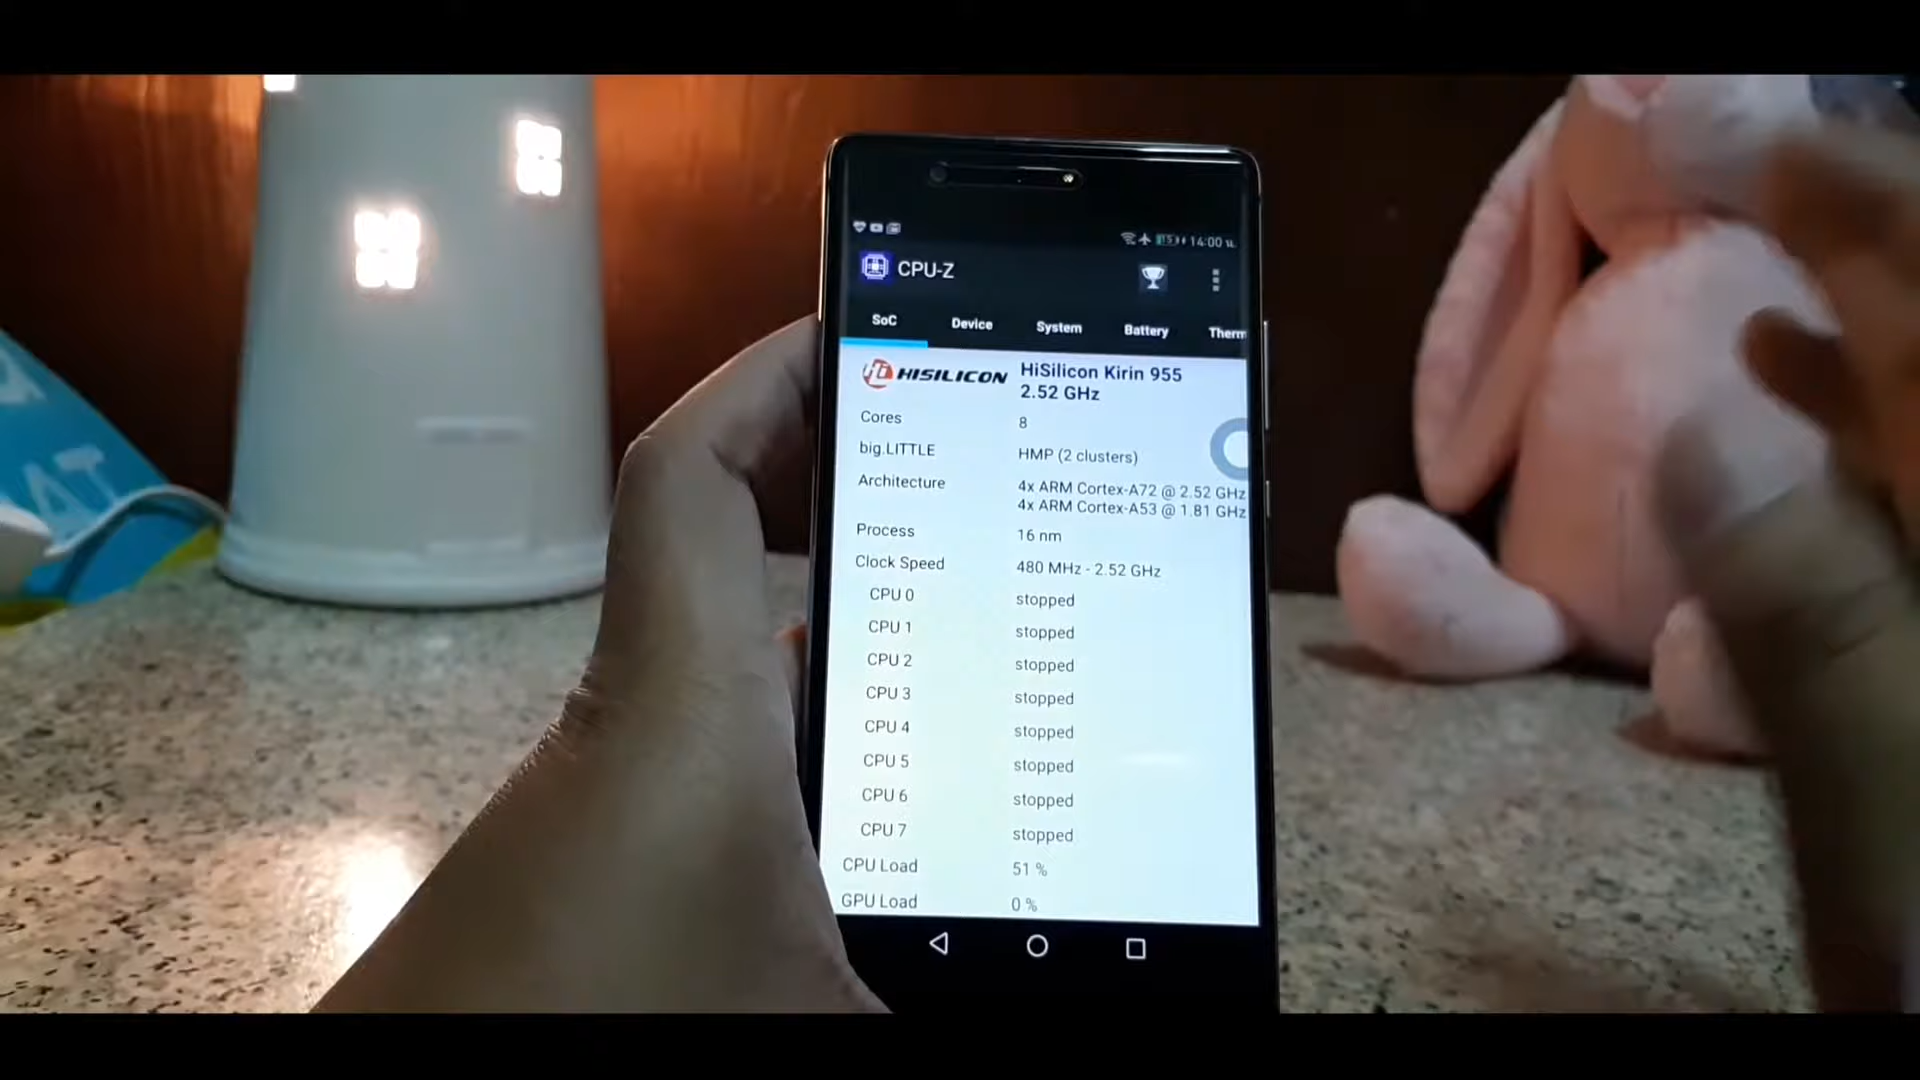 14:00 น.
CPU-Z
SoC Device System Battery Therm
Hi HISILICON HiSilicon Kirin 955
2.52 GHz
Cores 8
big.LITTLE HMP (2 clusters)
Architecture 4x ARM Cortex-A72 @ 2.52 GHz
4x ARM Cortex-A53 @ 1.81 GHz
Process 16 nm
Clock Speed 480 MHz - 2.52 GHz
CPU 0 stopped
CPU 1 stopped
CPU 2 stopped
CPU 3 stopped
CPU 4 stopped
CPU 5 stopped
CPU 6 stopped
CPU 7 stopped
CPU Load 51 %
GPU Load 0 %